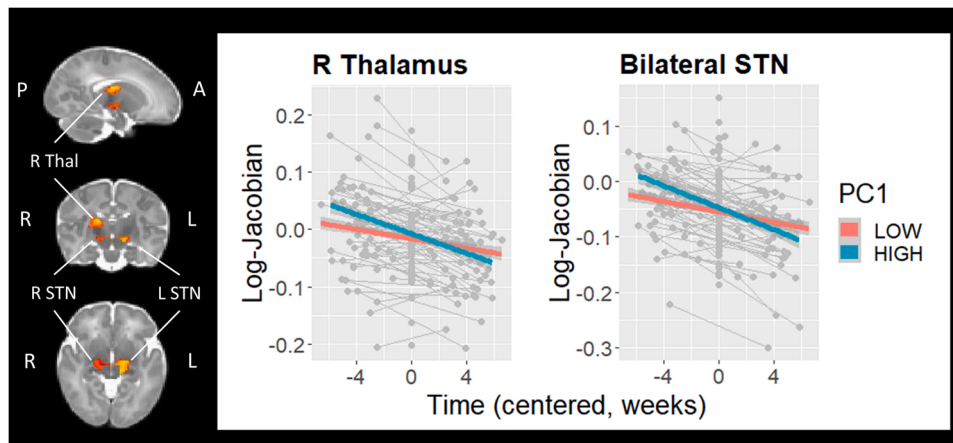 P
A
R Thal
R
L
R STN
L STN
R
L
R Thalamus
Log-Jacobian
0.2
0.1
0.0
-0.1
-0.2
-4
0
4
Bilateral STN
Log-Jacobian
0.1
0.0
-0.1
-0.2
-0.3
-4
0
4
Time (centered, weeks)
PC1
LOW
HIGH